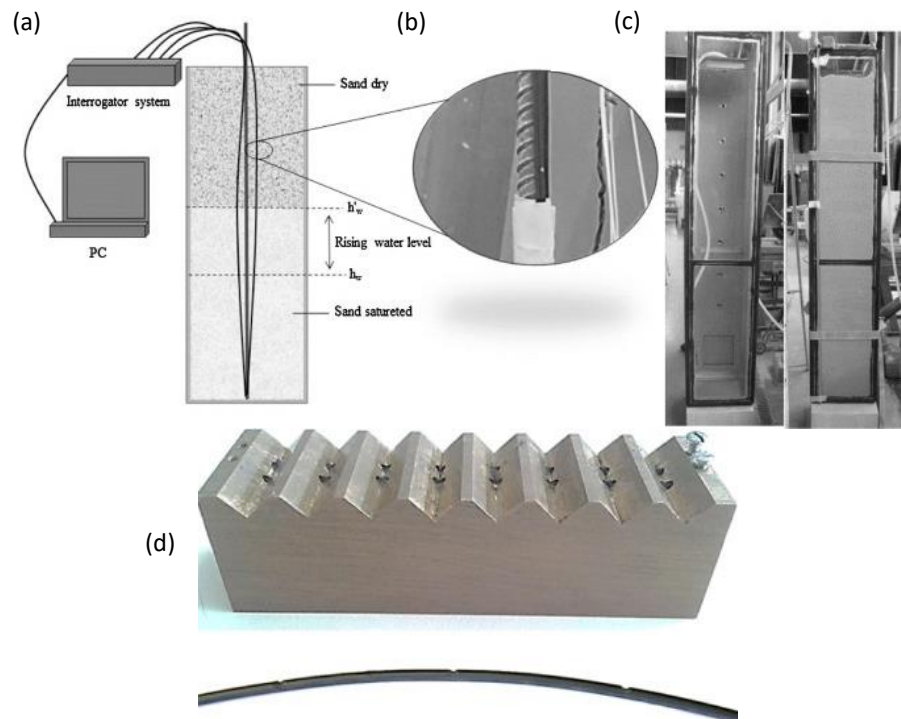 (a)
(b)
(c)
Interrogator system
Sand dry
PC
h'w
Rising water level
hw
Sand satureted
(d)